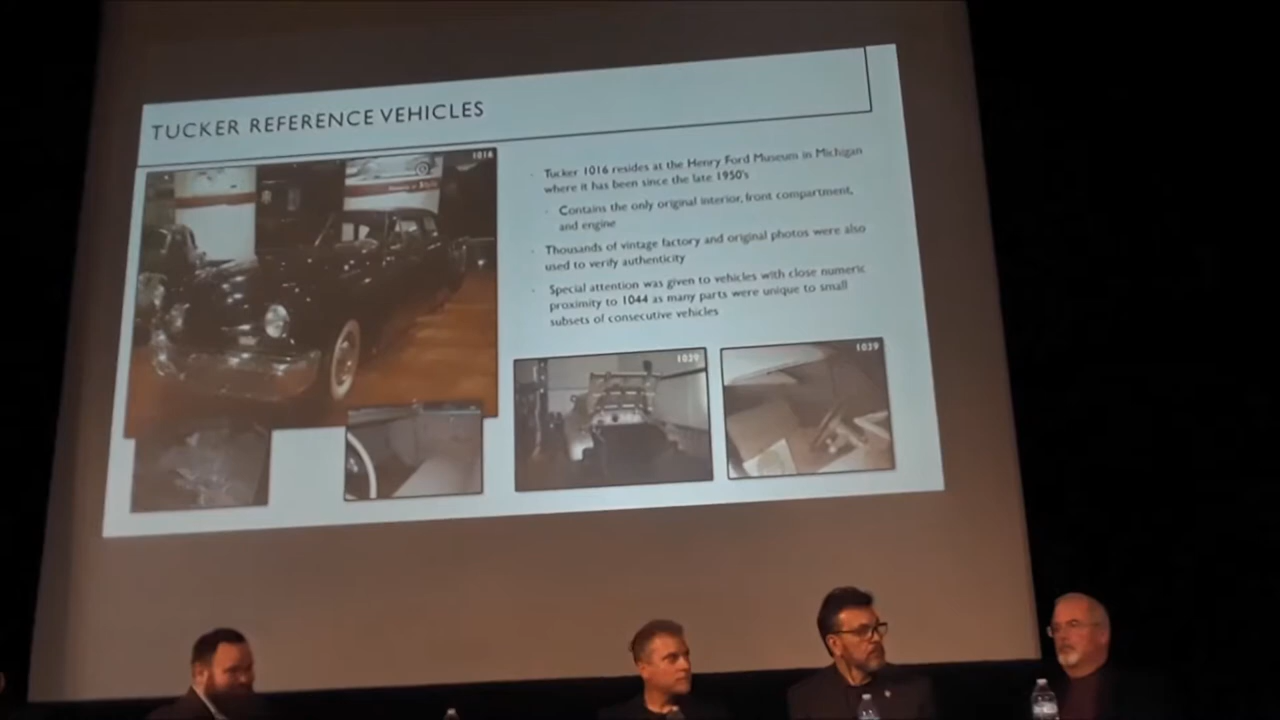 TUCKER REFERENCE VEHICLES
1016
Tucker 1016 resides at the Henry Ford Museum in Michigan
where it has been since the late 1950's
Contains the only original interior, front compartment,
and engine
Thousands of vintage factory and original photos were also
used to verify authenticity
Special attention was given to vehicles with close numeric
proximity to 1044 as many parts were unique to small
subsets of consecutive vehicles
1039
1039